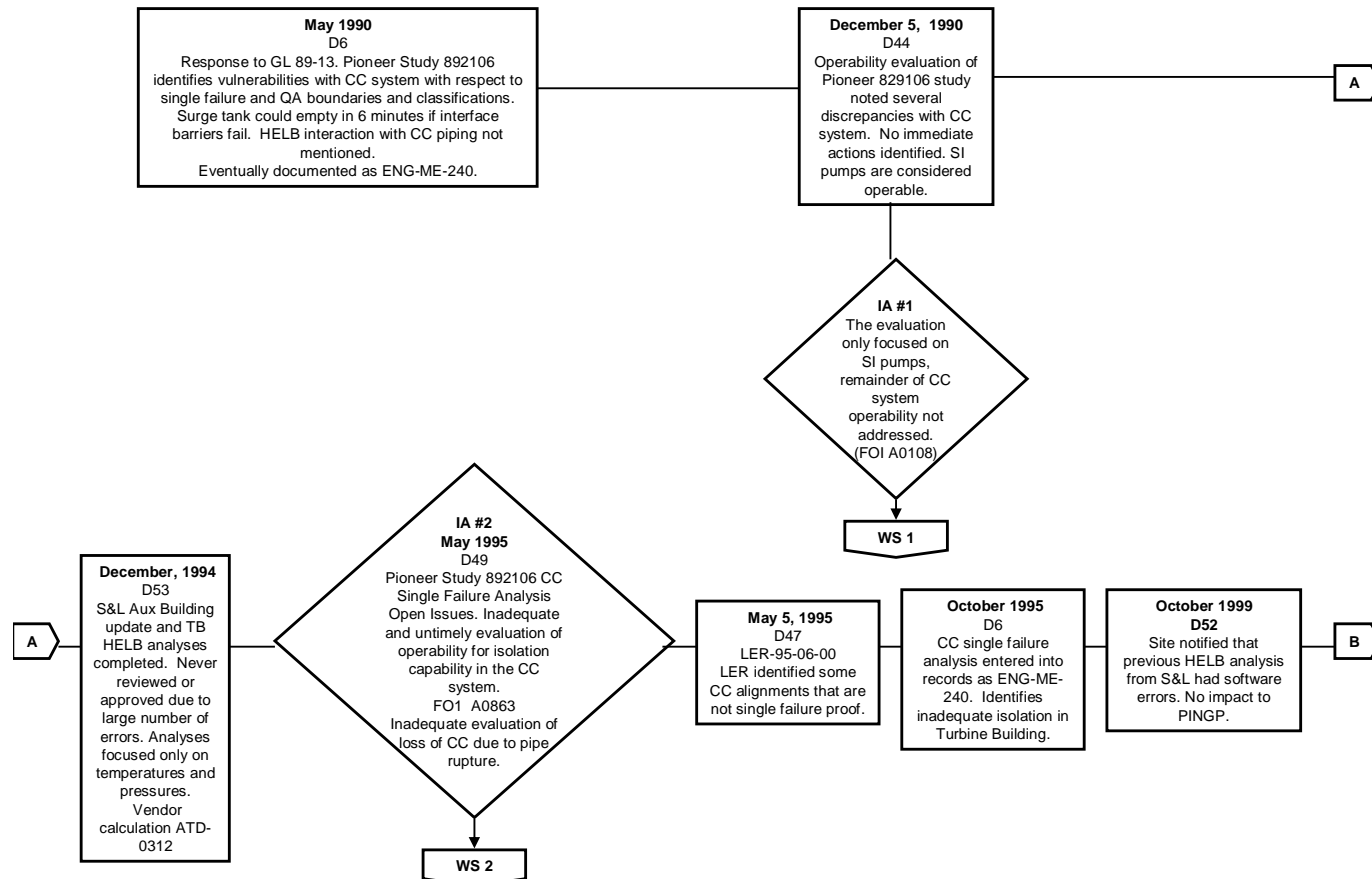 May 1990
D6
Response to GL 89-13. Pioneer Study 892106
identifies vulnerabilities with CC system with respect to
single failure and QA boundaries and classifications.
Surge tank could empty in 6 minutes if interface
barriers fail. HELB interaction with CC piping not
mentioned.
Eventually documented as ENG-ME-240.
December 5, 1990
D44
Operability evaluation of
Pioneer 829106 study
noted several
discrepancies with CC
system. No immediate
actions identified. SI
pumps are considered
operable.
A
IA #1
The evaluation
only focused on
SI pumps,
remainder of CC
system
operability not
addressed.
(FOI A0108)
WS 1
A
December, 1994
D53
S&L Aux Building
update and TB
HELB analyses
completed. Never
reviewed or
approved due to
large number of
errors. Analyses
focused only on
temperatures and
pressures.
Vendor
calculation ATD-
0312
IA #2
May 1995
D49
Pioneer Study 892106 CC
Single Failure Analysis
Open Issues. Inadequate
and untimely evaluation of
operability for isolation
capability in the CC
system.
FO1 A0863
Inadequate evaluation of
loss of CC due to pipe
rupture.
WS 2
May 5, 1995
D47
LER-95-06-00
LER identified some
CC alignments that are
not single failure proof.
October 1995
D6
CC single failure
analysis entered into
records as ENG-ME-
240. Identifies
inadequate isolation in
Turbine Building.
October 1999
D52
Site notified that
previous HELB analysis
from S&L had software
errors. No impact to
PINGP.
B